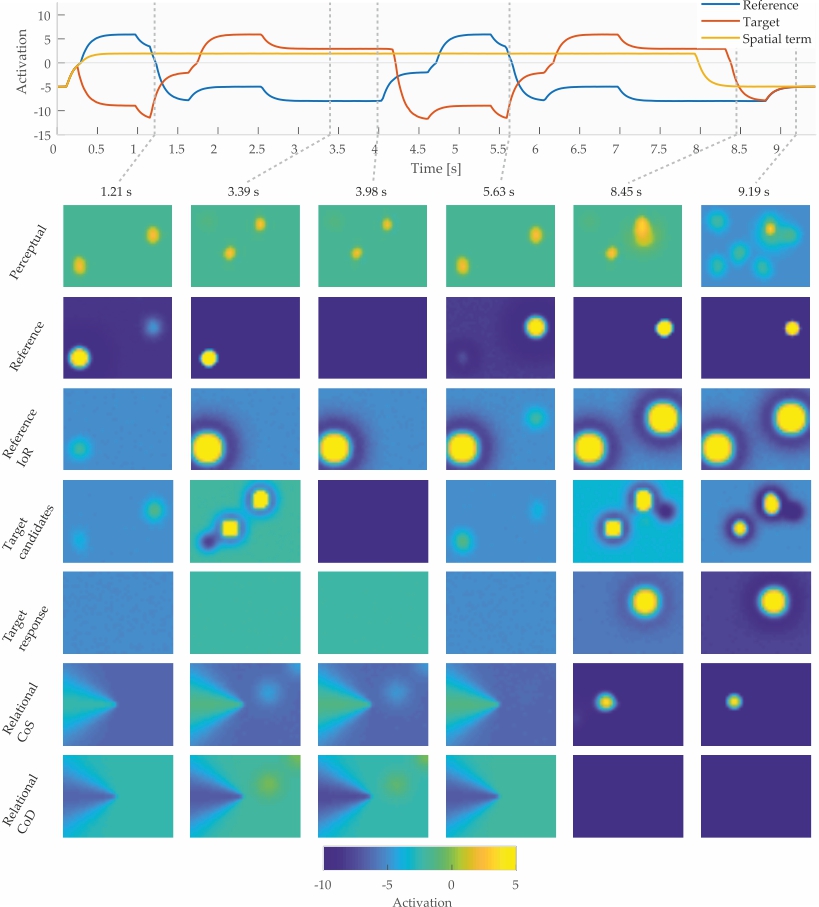 Reference
Target
Spatial term
Activation
10
5
0
-5
-10
-15
0 0.5 1 1.5 2 2.5 3 3.5 4 4.5 5 5.5 6 6.5 7 7.5 8 8.5 9
Time [s]
1.21 s 3.39 s 3.98 s 5.63 s 8.45 s 9.19 s
Perceptual
Reference
Reference
IoR
Target
candidates
Target
response
Relational
CoS
Relational
CoD
-10 -5 0 5
Activation